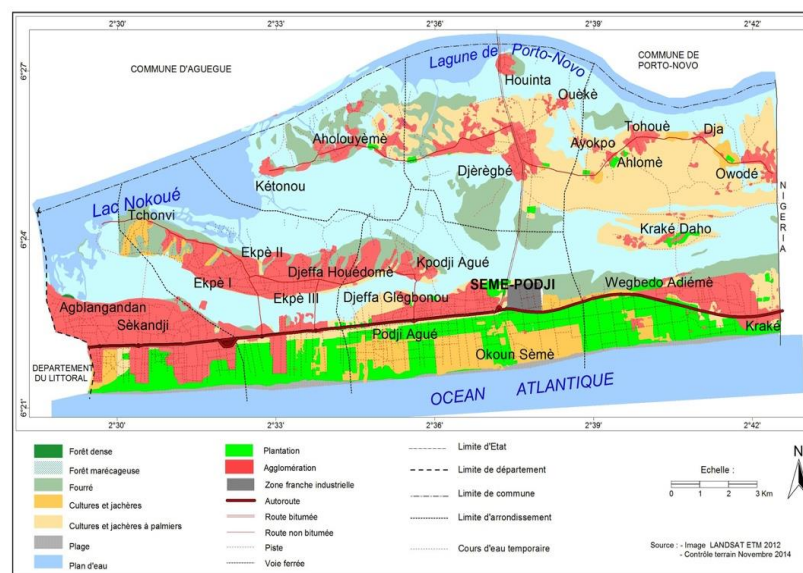 2°30'
2°33'
2°36'
2°39'
2°42'
6°27'
6°24'
6°21'
COMMUNE D'AGUEGUE
Lagune de Porto-Novo
COMMUNE DE
PORTO-NOVO
Houinta
Ouèkè
Aholouyèmè
Tohouè
Dja
Ayokpo
Ahlomè
Djèrègbé
Kétonou
Owodé
NIGERIA
Lac Nokoué
Tchonvi
Kraké Daho
Ekpè II
Kpodji Agué
Djeffa Houédomè
SEME-PODJI
Ekpè I
Wegbedo Adiémè
Ekpè III
Djeffa Glégbonou
Agblangandan
Sèkandji
Podji Agué
Kraké
Okoun Sèmè
DEPARTEMENT
DU LITTORAL
OCEAN ATLANTIQUE
2°30'
2°33'
2°36'
2°39'
2°42'
Forêt dense
Forêt marécageuse
Fourré
Cultures et jachères
Cultures et jachères à palmiers
Plage
Plan d'eau
Plantation
Agglomération
Zone franche industrielle
Autoroute
Route bitumée
Route non bitumée
Piste
Voie ferrée
Limite d'Etat
Limite de département
Limite de commune
Limite d'arrondissement
Cours d'eau temporaire
N
Echelle :
0 1 2 3 Km
Source : - Image LANDSAT ETM 2012
- Contrôle terrain Novembre 2014